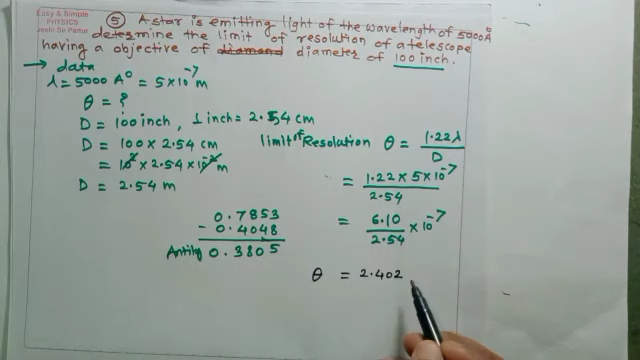 Easy & Simple
PHYSICS
Joshi Sir Partur
⑤ A star is emitting light of the wavelength of 5000A°
determine the limit of resolution of a telescope
having a objective of diamond diameter of 100 inch.
→ data
λ = 5000 A° = 5×10⁻⁷ m
θ = ?
D = 100 inch, 1 inch = 2.54 cm
D = 100 × 2.54 cm
= 10² × 2.54 × 10⁻² m
D = 2.54 m
limit of Resolution θ = 1.22λ / D
= 1.22 × 5 × 10⁻⁷ / 2.54
= 6.10 / 2.54 × 10⁻⁷
0.7853
- 0.4048
Antilog 0.3805
θ = 2.402